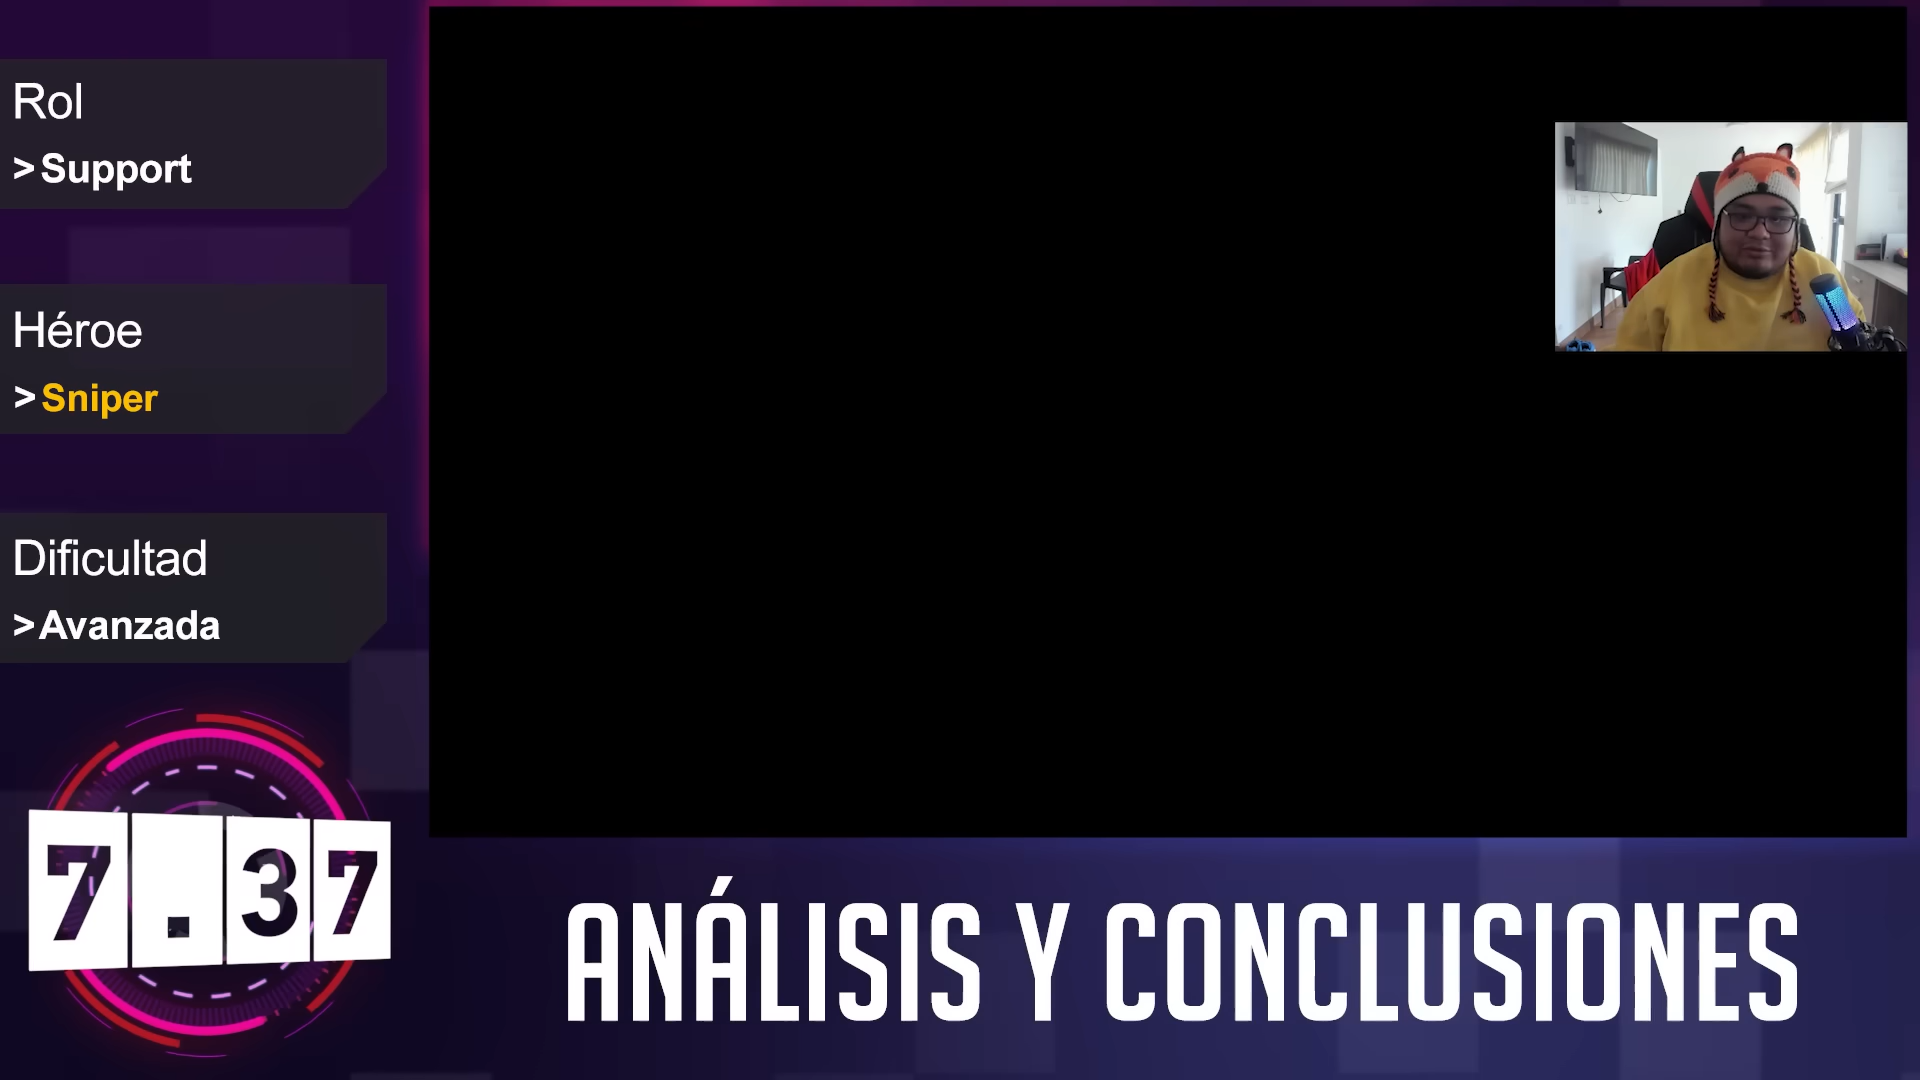 Rol
> Support
Héroe
> Sniper
Dificultad
> Avanzada
7.37
ANÁLISIS Y CONCLUSIONES